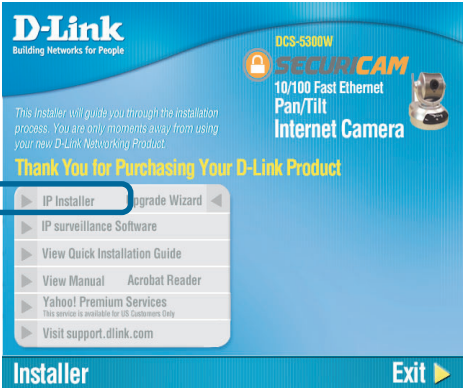 D-Link
Building Networks for People
DCS-5300W
SECURICAM
10/100 Fast Ethernet
Pan/Tilt
Internet Camera
This Installer will guide you through the installation
process. You are only moments away from using
your new D-Link Networking Product.
Thank You for Purchasing Your D-Link Product
IP Installer pgrade Wizard
IP surveillance Software
View Quick Installation Guide
View Manual Acrobat Reader
Yahoo! Premium Services
This service is available for US Customers Only
Visit support.dlink.com
Installer Exit